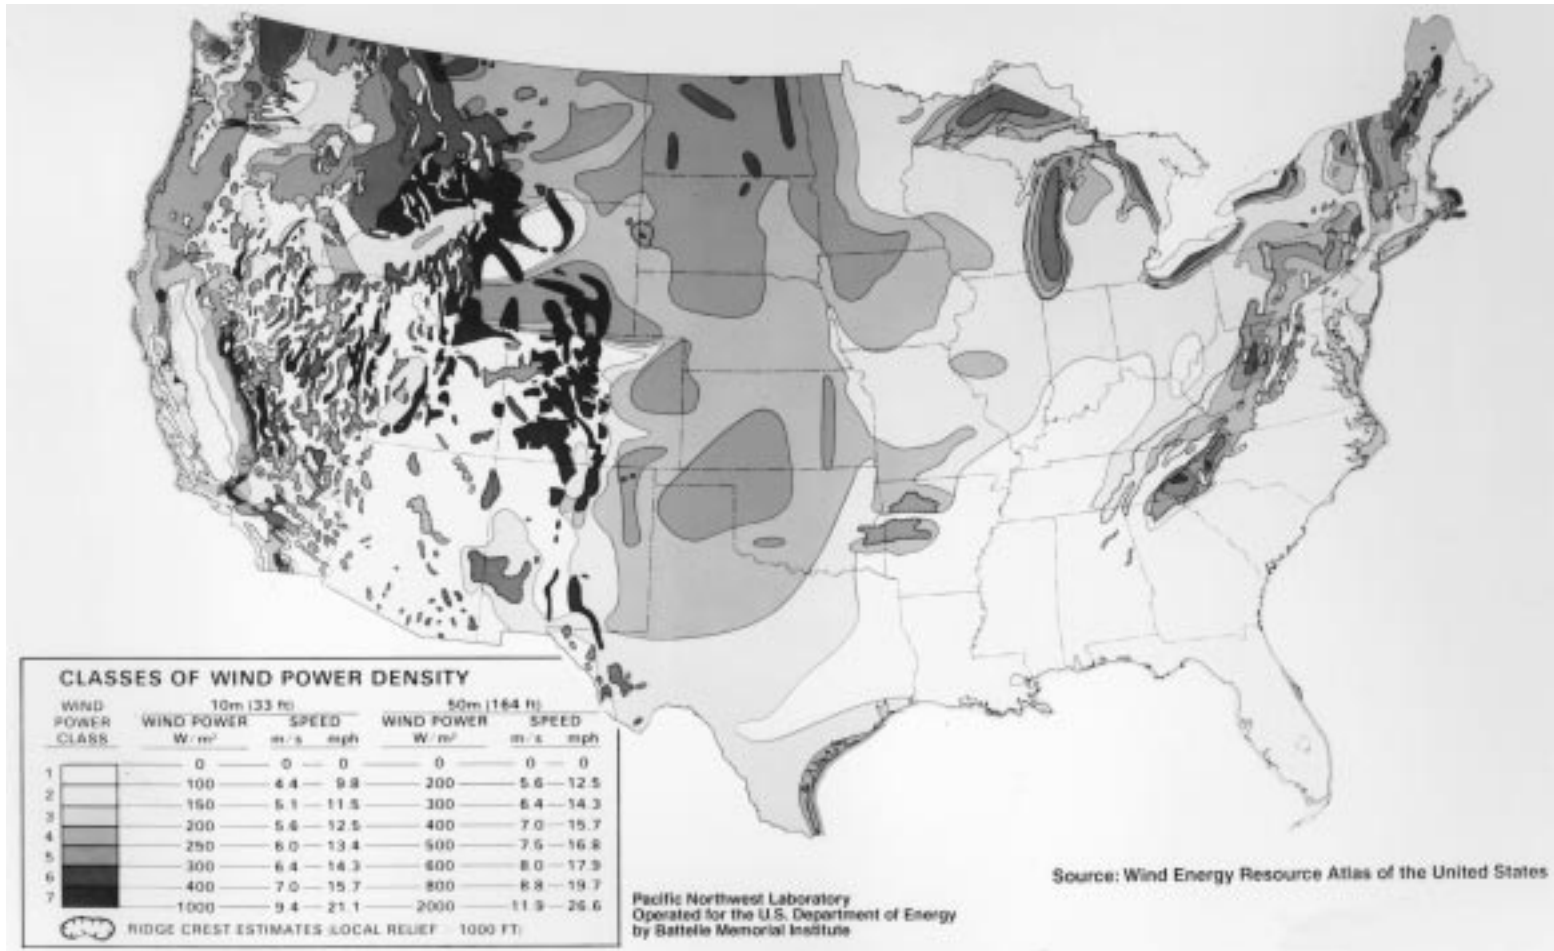 CLASSES OF WIND POWER DENSITY
WIND POWER CLASS 10m (33 ft) 50m (164 ft)
WIND POWER W/m² SPEED m/s mph WIND POWER W/m² SPEED m/s mph
0 0 0 0 0 0
1
100 4.4 9.8 200 5.6 12.5
2
150 5.1 11.5 300 6.4 14.3
3
200 5.6 12.5 400 7.0 15.7
4
250 6.0 13.4 500 7.5 16.8
5
300 6.4 14.3 600 8.0 17.9
6
400 7.0 15.7 800 8.8 19.7
7
1000 9.4 21.1 2000 11.9 26.6
RIDGE CREST ESTIMATES (LOCAL RELIEF 1000 FT)
Pacific Northwest Laboratory
Operated for the U.S. Department of Energy
by Battelle Memorial Institute
Source: Wind Energy Resource Atlas of the United States